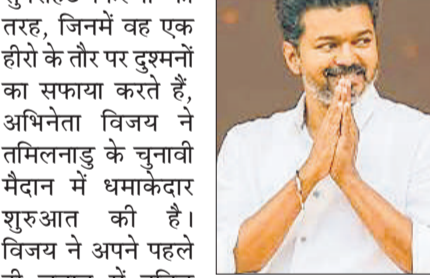 तरह, जिनमें वह एक
हीरो के तौर पर दुश्मनों
का सफाया करते हैं,
अभिनेता विजय ने
तमिलनाडु के चुनावी
मैदान में धमाकेदार
शुरुआत की है।
विजय ने अपने पहले